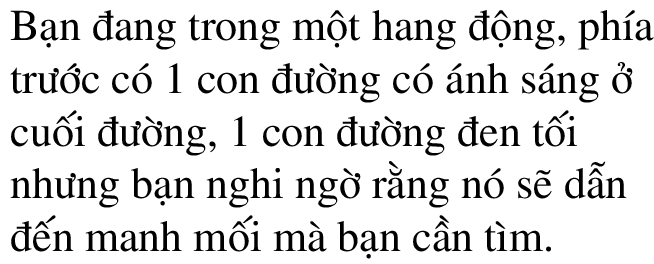 Bạn đang trong một hang động, phía
trước có 1 con đường có ánh sáng ở
cuối đường, 1 con đường đen tối
nhưng bạn nghi ngờ rằng nó sẽ dẫn
đến manh mối mà bạn cần tìm.